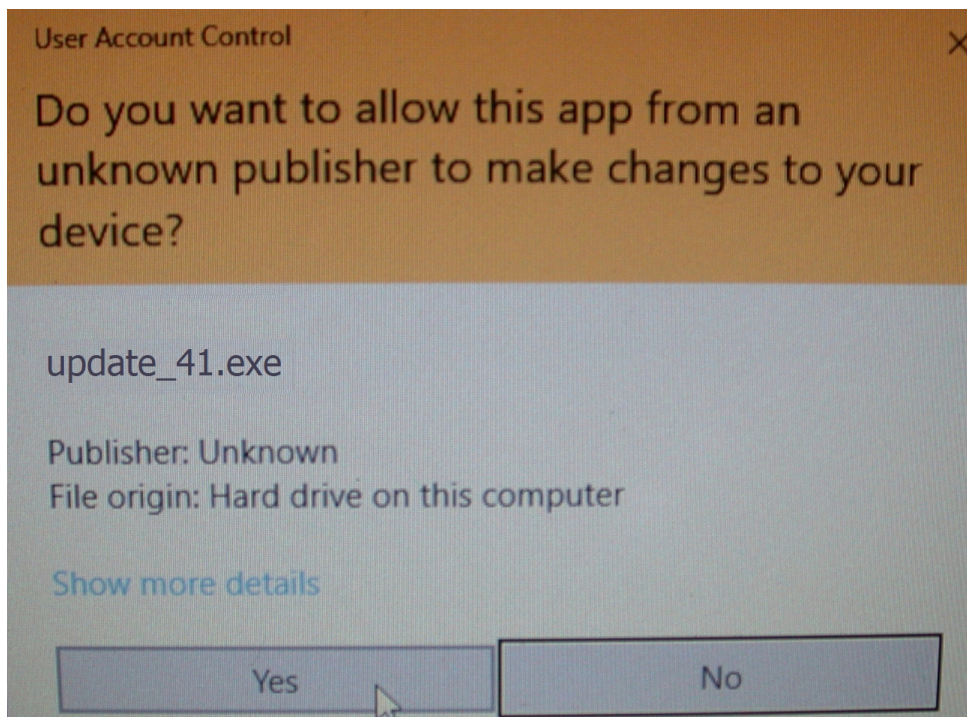 User Account Control
Do you want to allow this app from an
unknown publisher to make changes to your
device?
update_41.exe
Publisher: Unknown
File origin: Hard drive on this computer
Show more details
Yes
No